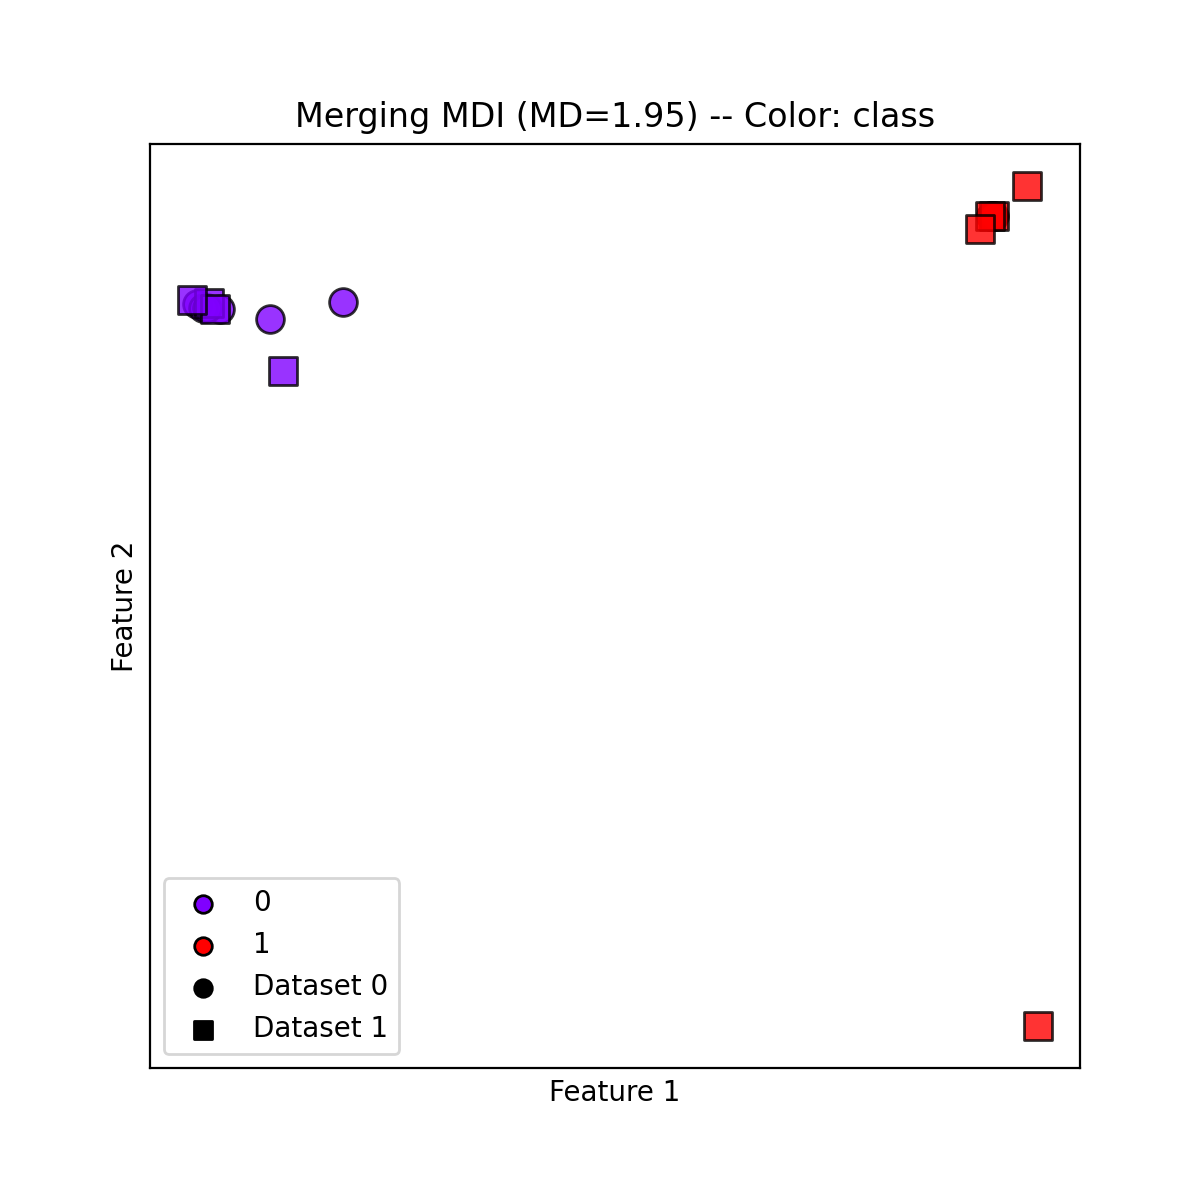 Merging MDI (MD=1.95) -- Color: class
Feature 2
0
1
Dataset 0
Dataset 1
Feature 1